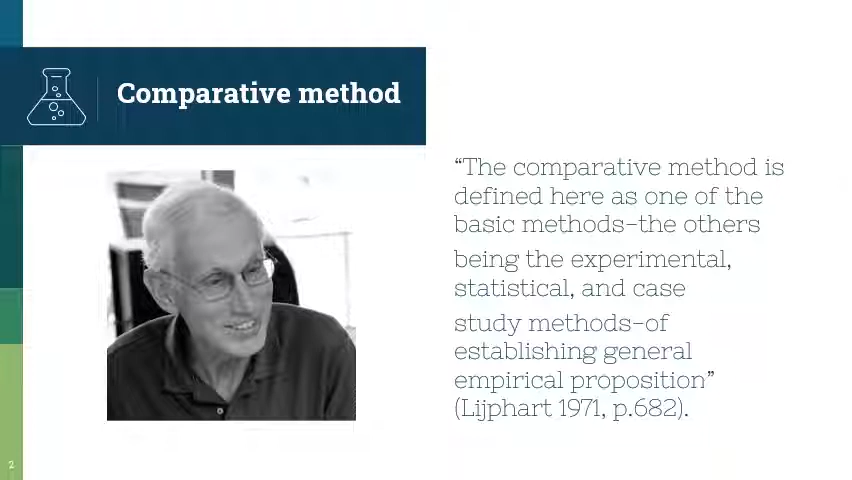 Comparative method
“The comparative method is
defined here as one of the
basic methods–the others
being the experimental,
statistical, and case
study methods–of
establishing general
empirical proposition”
(Lijphart 1971, p.682).
2